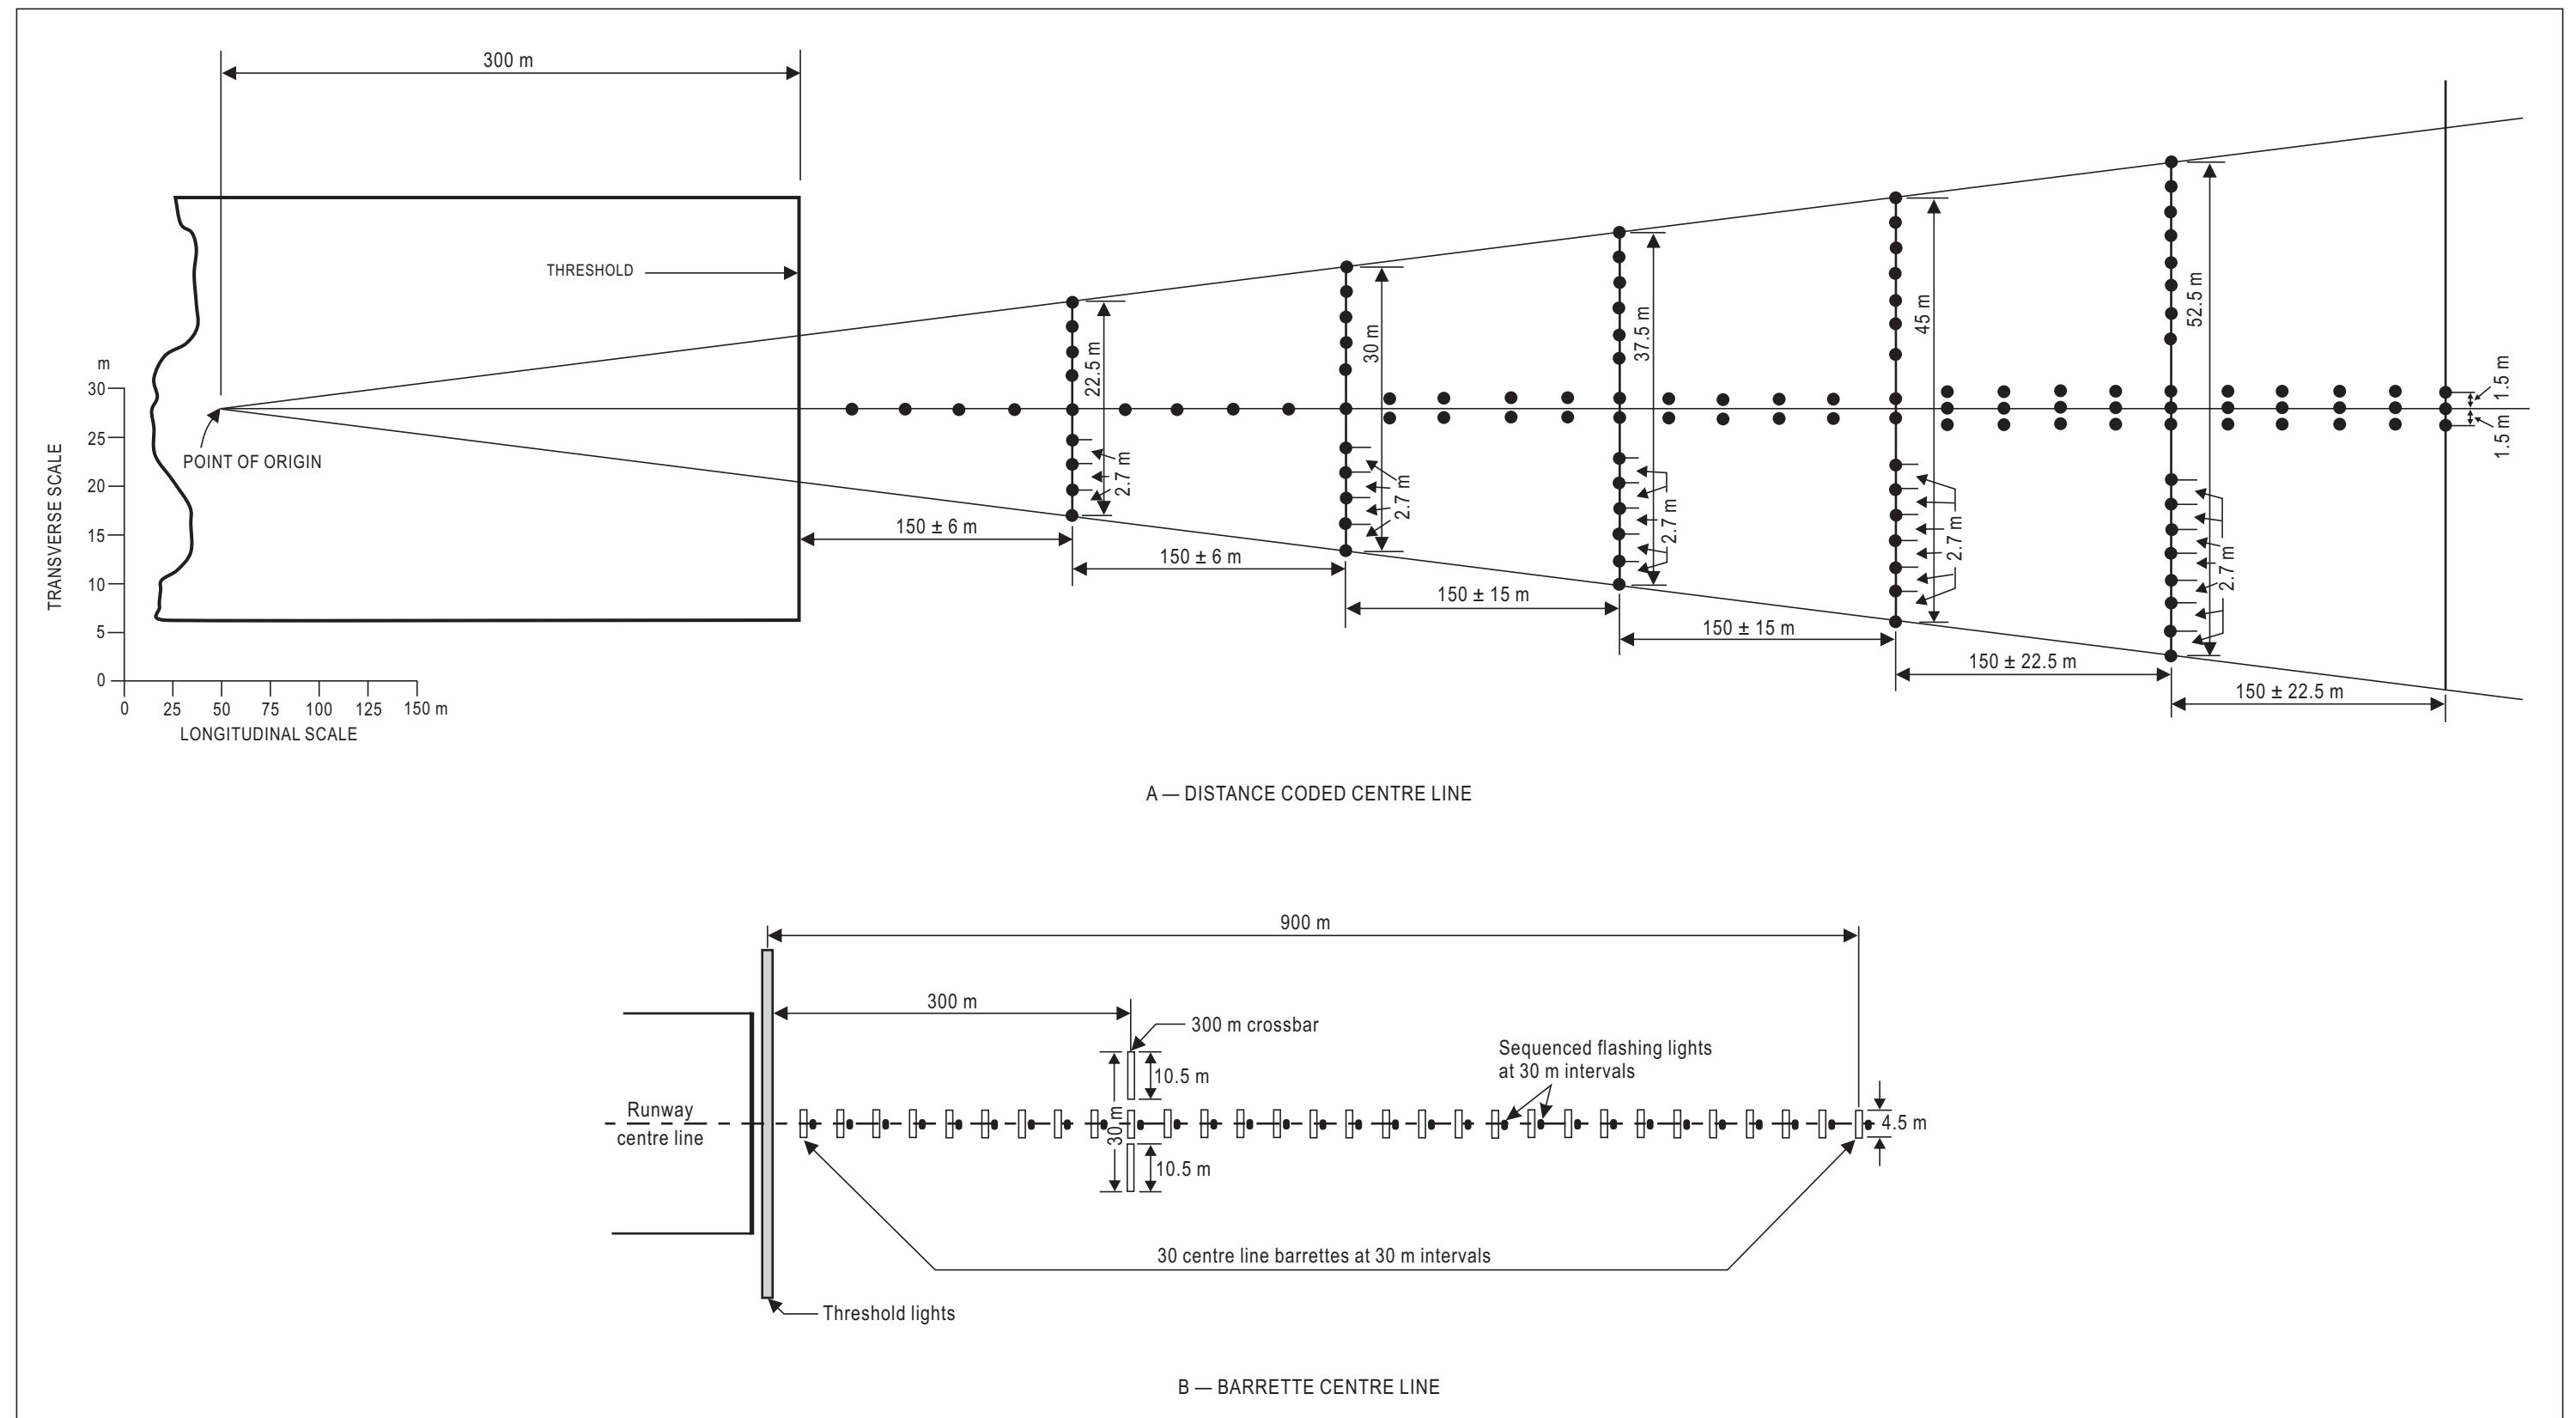 300 m
THRESHOLD
POINT OF ORIGIN
m
30
25
20
15
10
5
0
TRANSVERSE SCALE
0 25 50 75 100 125 150 m
LONGITUDINAL SCALE
22.5 m
2.7 m
30 m
2.7 m
37.5 m
2.7 m
45 m
2.7 m
52.5 m
2.7 m
1.5 m
1.5 m
150 ± 6 m
150 ± 6 m
150 ± 15 m
150 ± 15 m
150 ± 22.5 m
150 ± 22.5 m
A — DISTANCE CODED CENTRE LINE
900 m
300 m
300 m crossbar
Sequenced flashing lights
at 30 m intervals
10.5 m
30 m
10.5 m
4.5 m
Runway
centre line
30 centre line barrettes at 30 m intervals
Threshold lights
B — BARRETTE CENTRE LINE